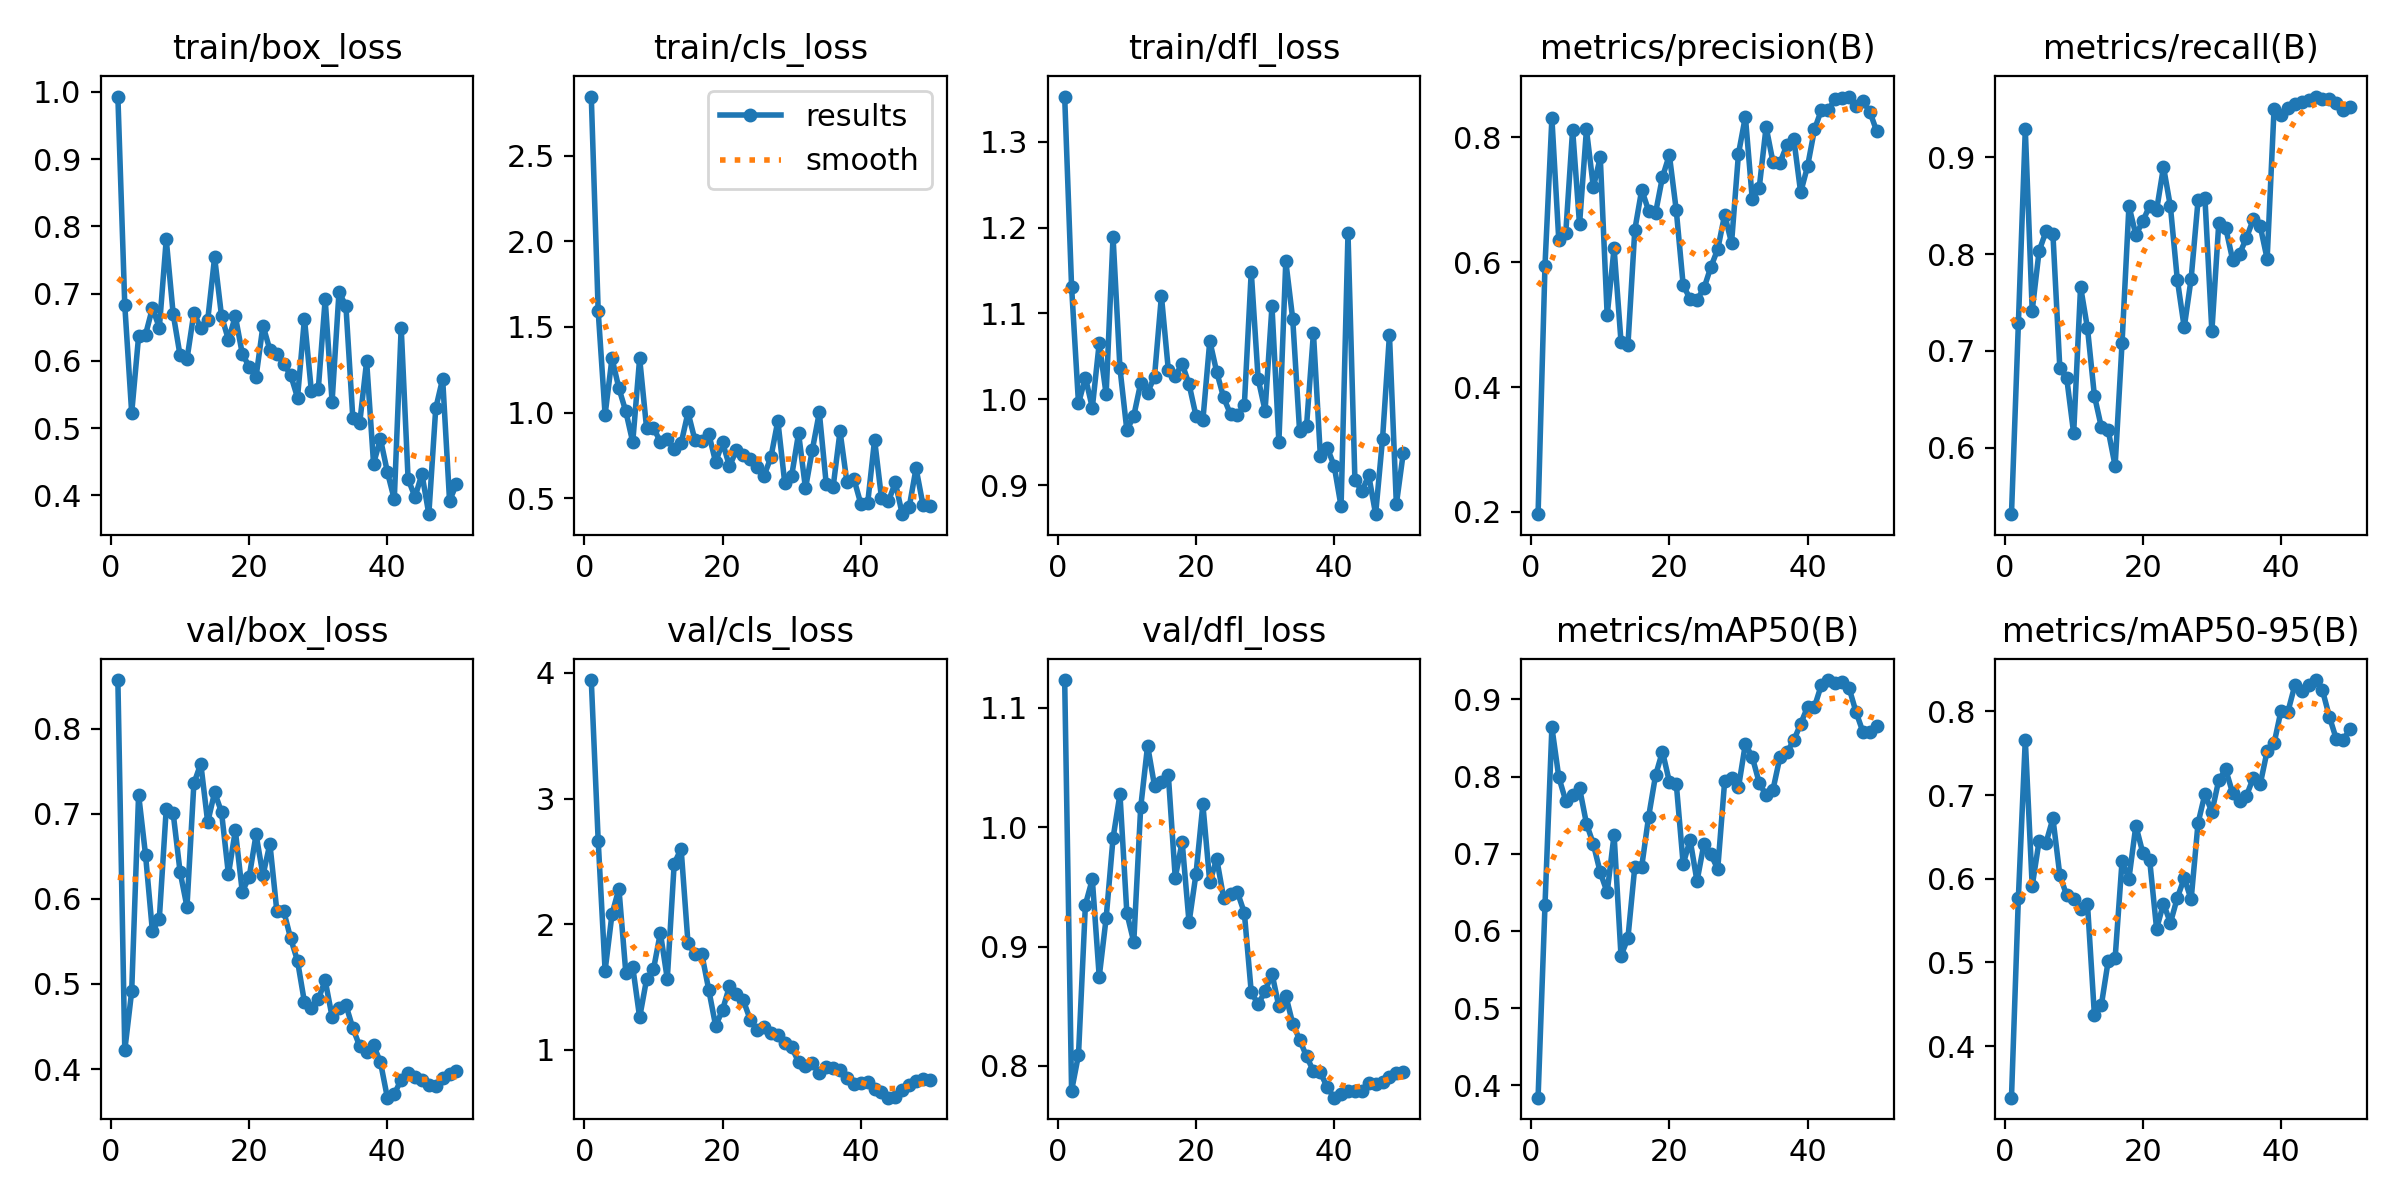 train/box_loss
1.0
0.9
0.8
0.7
0.6
0.5
0.4
0 20 40
train/cls_loss
results
smooth
2.5
2.0
1.5
1.0
0.5
0 20 40
train/dfl_loss
1.3
1.2
1.1
1.0
0.9
0 20 40
metrics/precision(B)
0.8
0.6
0.4
0.2
0 20 40
metrics/recall(B)
0.9
0.8
0.7
0.6
0 20 40
val/box_loss
0.8
0.7
0.6
0.5
0.4
0 20 40
val/cls_loss
4
3
2
1
0 20 40
val/dfl_loss
1.1
1.0
0.9
0.8
0 20 40
metrics/mAP50(B)
0.9
0.8
0.7
0.6
0.5
0.4
0 20 40
metrics/mAP50-95(B)
0.8
0.7
0.6
0.5
0.4
0 20 40